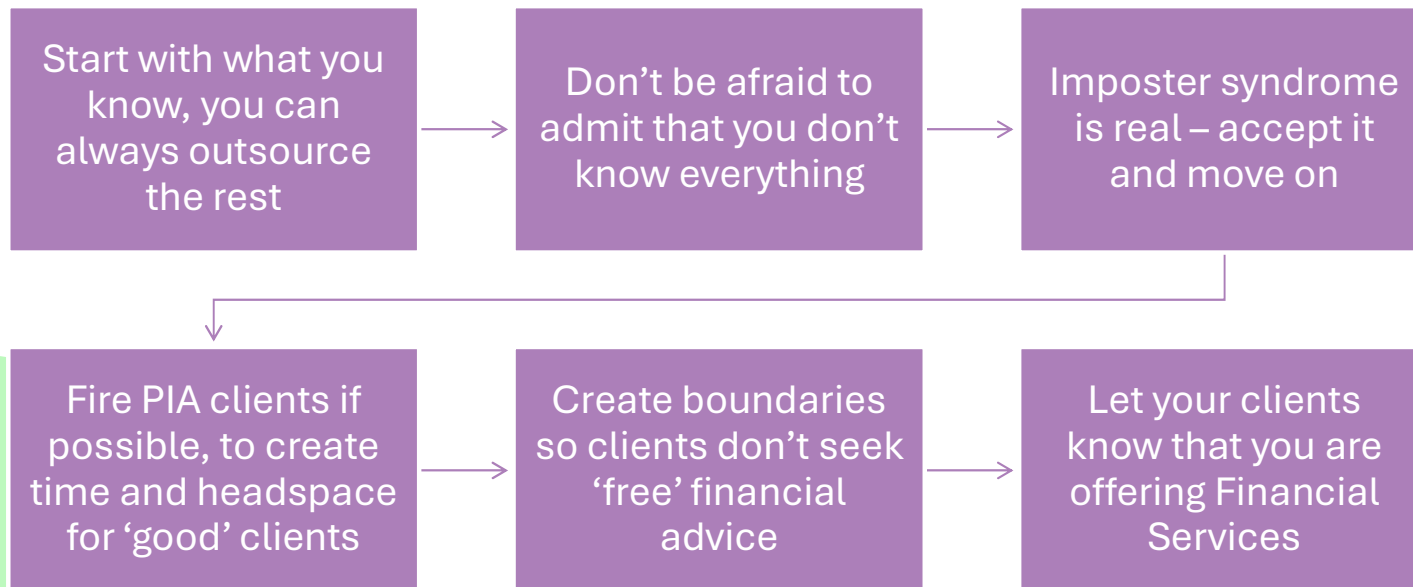 Start with what you
know, you can
always outsource
the rest
Don’t be afraid to
admit that you don’t
know everything
Imposter syndrome
is real – accept it
and move on
Fire PIA clients if
possible, to create
time and headspace
for ‘good’ clients
Create boundaries
so clients don’t seek
‘free’ financial
advice
Let your clients
know that you are
offering Financial
Services